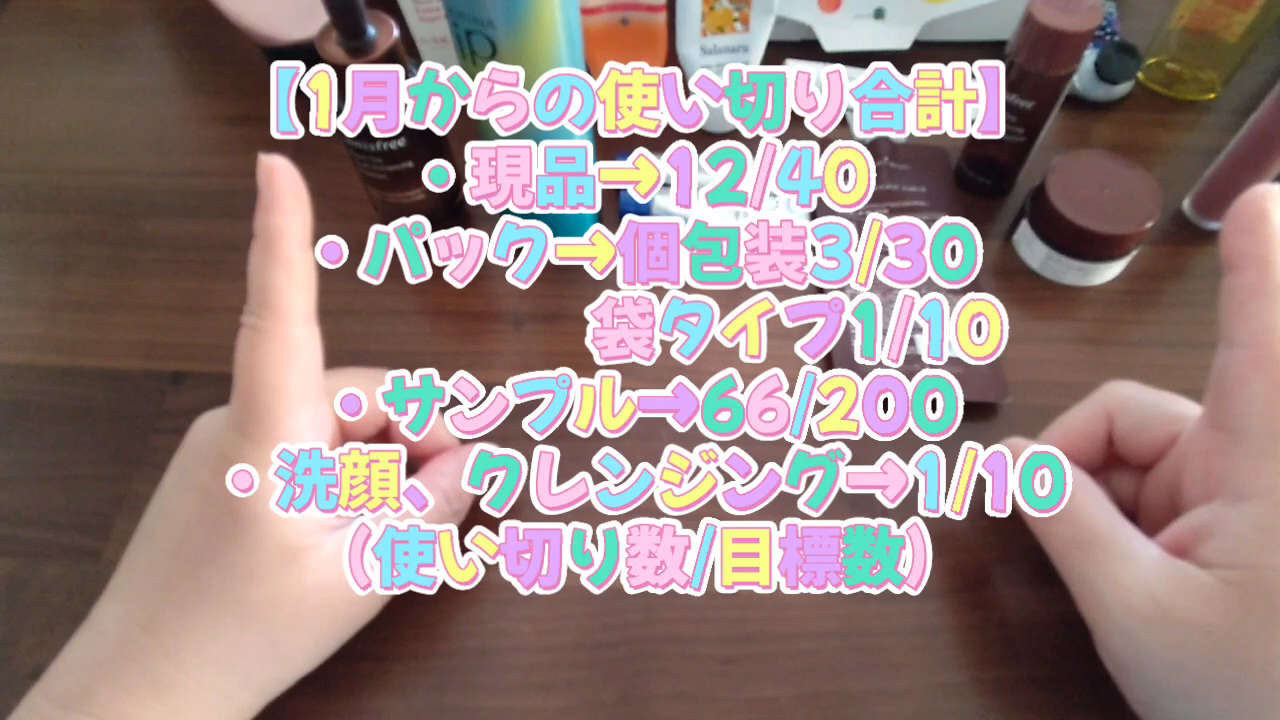 【1月からの使い切り合計】
・現品→12/40
・パック→個包装3/30
袋タイプ1/10
・サンプル→66/200
・洗顔、クレンジング→1/10
(使い切り数/目標数)
innisfree
Salasara